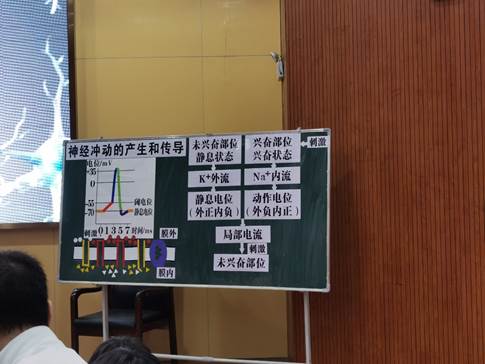 神经冲动的产生和传导
电位/mV
+35
0
-55
-70
阈电位
静息电位
刺激 0 1 3 5 7 时间/ms
膜外
膜内
未兴奋部位
静息状态
K⁺外流
静息电位
(外正内负)
兴奋部位
兴奋状态
刺激
Na⁺内流
动作电位
(外负内正)
局部电流
刺激
未兴奋部位